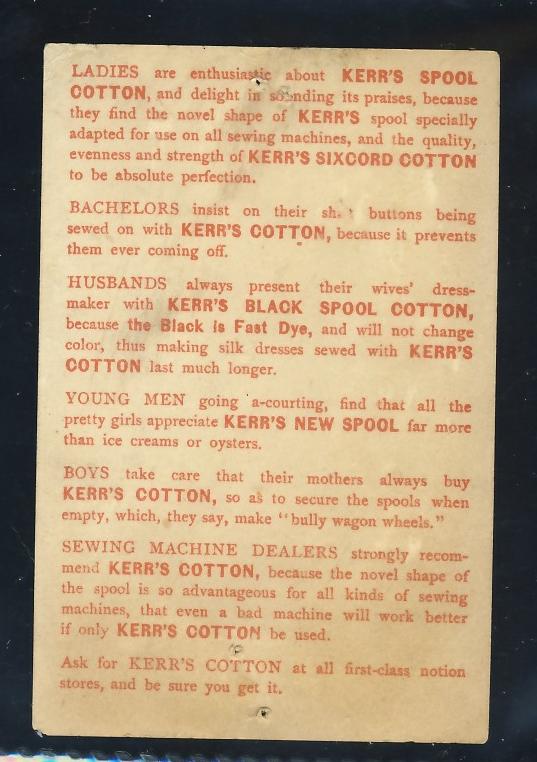 LADIES are enthusiastic about KERR'S SPOOL
COTTON, and delight in sounding its praises, because
they find the novel shape of KERR'S spool specially
adapted for use on all sewing machines, and the quality,
evenness and strength of KERR'S SIXCORD COTTON
to be absolute perfection.
BACHELORS insist on their buttons being
sewed on with KERR'S COTTON, because it prevents
them ever coming off.
HUSBANDS always present their wives' dress-
maker with KERR'S BLACK SPOOL COTTON,
because the Black is Fast Dye, and will not change
color, thus making silk dresses sewed with KERR'S
COTTON last much longer.
YOUNG MEN going a-courting, find that all the
pretty girls appreciate KERR'S NEW SPOOL far more
than ice creams or oysters.
BOYS take care that their mothers always buy
KERR'S COTTON, so as to secure the spools when
empty, which, they say, make "bully wagon wheels."
SEWING MACHINE DEALERS strongly recom-
mend KERR'S COTTON, because the novel shape of
the spool is so advantageous for all kinds of sewing
machines, that even a bad machine will work better
if only KERR'S COTTON be used.
Ask for KERR'S COTTON at all first-class notion
stores, and be sure you get it.